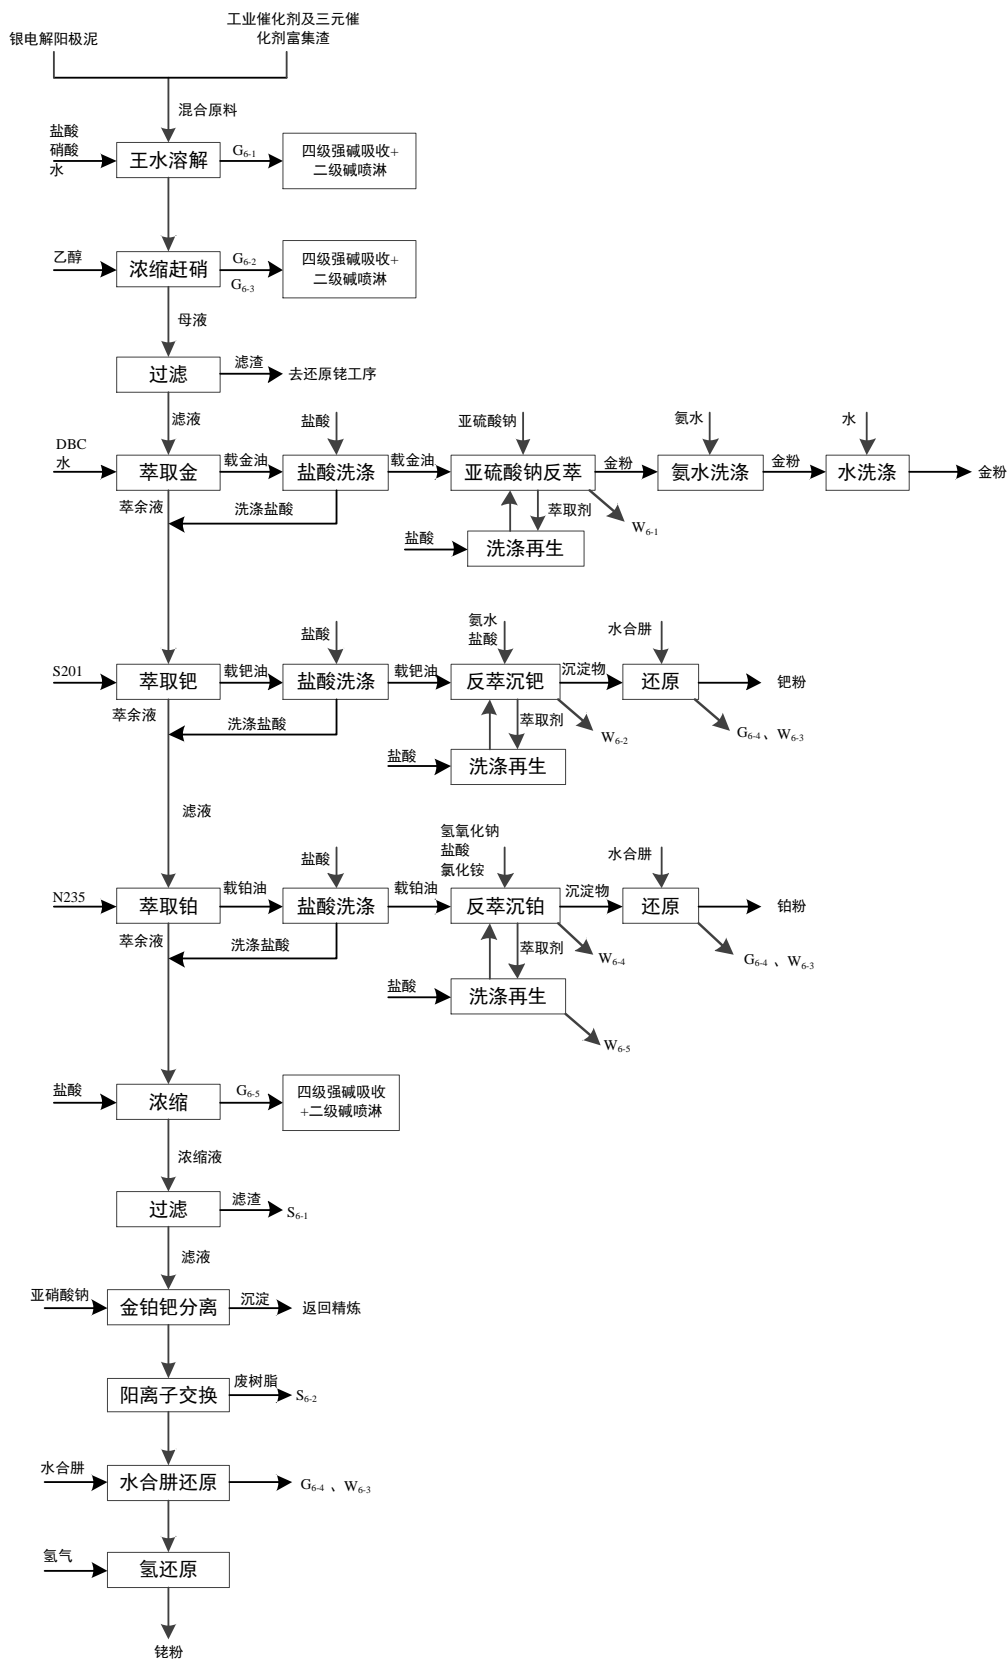 银电解阳极泥
工业催化剂及三元催
化剂富集渣
混合原料
盐酸
硝酸
水
王水溶解
G6-1
四级强碱吸收+
二级碱喷淋
乙醇
浓缩赶硝
G6-2
G6-3
四级强碱吸收+
二级碱喷淋
母液
过滤
滤渣
去还原铑工序
滤液
盐酸
亚硫酸钠
氨水
水
DBC
水
萃取金
载金油
盐酸洗涤
载金油
亚硫酸钠反萃
金粉
氨水洗涤
金粉
水洗涤
金粉
萃余液
洗涤盐酸
萃取剂
W6-1
盐酸
洗涤再生
盐酸
氨水
盐酸
水合肼
S201
萃取钯
载钯油
盐酸洗涤
载钯油
反萃沉钯
沉淀物
还原
钯粉
萃余液
洗涤盐酸
萃取剂
W6-2
G6-4 、W6-3
盐酸
洗涤再生
滤液
盐酸
氢氧化钠
盐酸
氯化铵
水合肼
N235
萃取铂
载铂油
盐酸洗涤
载铂油
反萃沉铂
沉淀物
还原
铂粉
萃余液
洗涤盐酸
萃取剂
W6-4
G6-4 、W6-3
盐酸
洗涤再生
W6-5
盐酸
浓缩
G6-5
四级强碱吸收
+二级碱喷淋
浓缩液
过滤
滤渣
S6-1
滤液
亚硝酸钠
金铂钯分离
沉淀
返回精炼
阳离子交换
废树脂
S6-2
水合肼
水合肼还原
G6-4 、W6-3
氢气
氢还原
铑粉